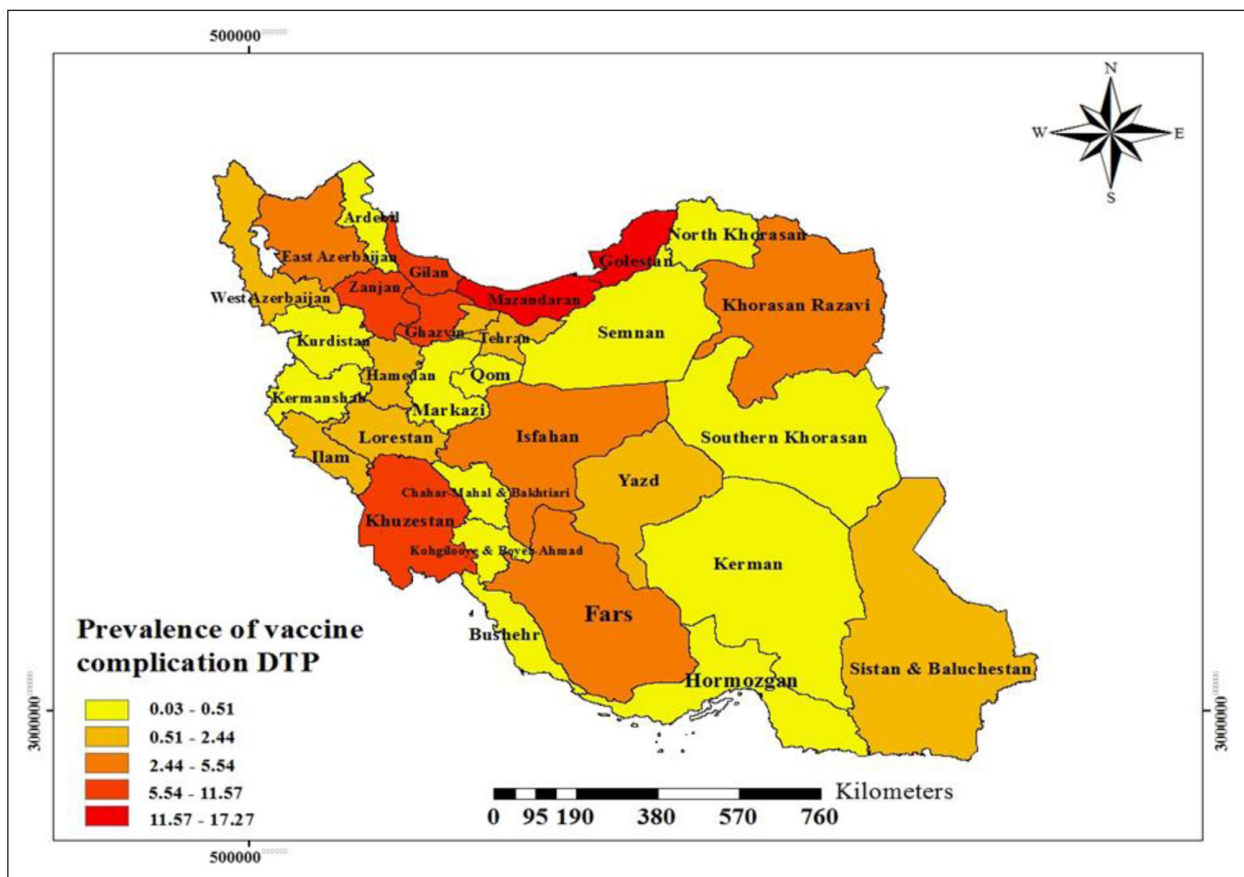 500000
N
W E
S
Ardebil
North Khorasan
East Azerbaijan
Golestan
Gilan
Zanjan
West Azerbaijan
Mazandaran
Khorasan Razavi
Ghazvin
Tehran
Semnan
Kurdistan
Hamedan
Qom
Kermanshah
Markazi
Lorestan
Isfahan
Southern Khorasan
Ilam
Yazd
Chahar-Mahal & Bakhtiari
Khuzestan
Kohgilooye & Boyeh-Ahmad
Kerman
Fars
Bushehr
Sistan & Baluchestan
Hormozgan
Prevalence of vaccine
complication DTP
0.03 - 0.51
0.51 - 2.44
2.44 - 5.54
5.54 - 11.57
11.57 - 17.27
3000000
3000000
Kilometers
0 95 190 380 570 760
500000